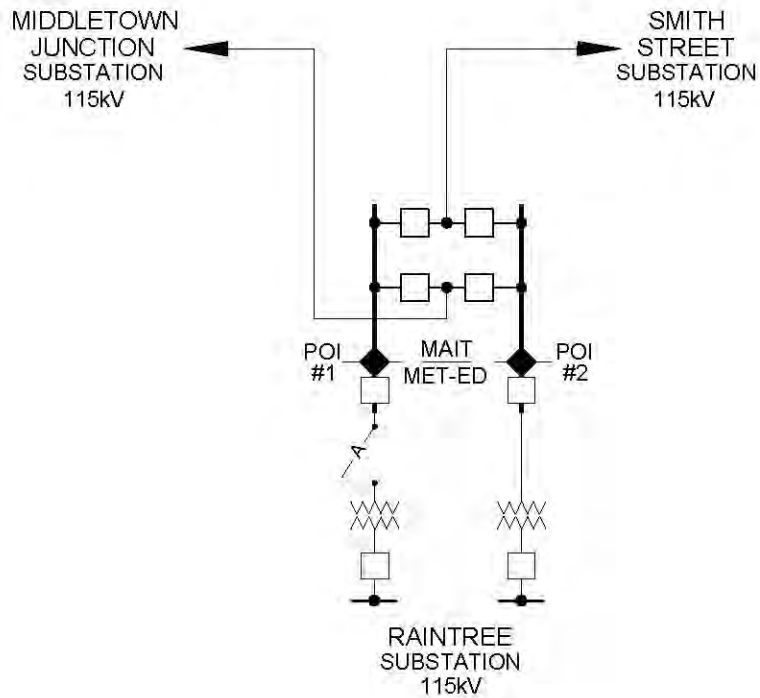 MIDDLETOWN
JUNCTION
SUBSTATION
115kV
SMITH
STREET
SUBSTATION
115kV
POI
#1
MAIT
MET-ED
POI
#2
A
RAINTREE
SUBSTATION
115kV